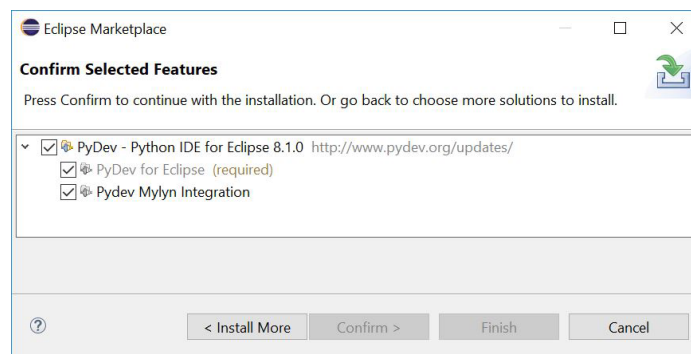 Eclipse Marketplace
Confirm Selected Features
Press Confirm to continue with the installation. Or go back to choose more solutions to install.
PyDev - Python IDE for Eclipse 8.1.0 http://www.pydev.org/updates/
PyDev for Eclipse (required)
Pydev Mylyn Integration
? < Install More Confirm > Finish Cancel